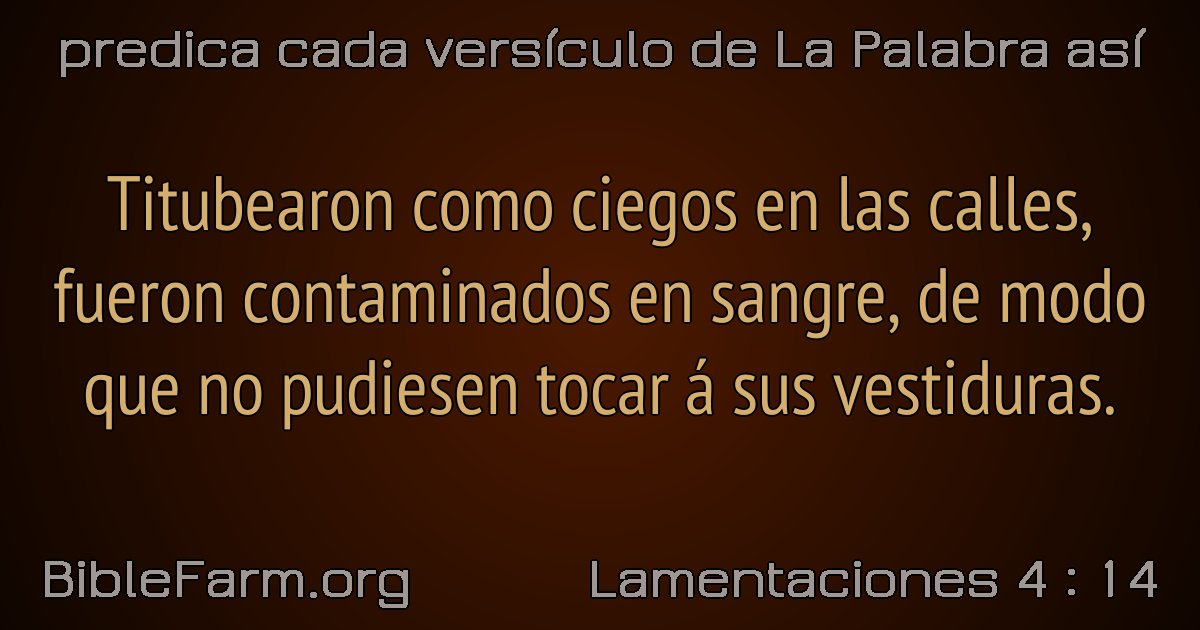 predica cada versículo de La Palabra así
Titubearon como ciegos en las calles,
fueron contaminados en sangre, de modo
que no pudiesen tocar á sus vestiduras.
BibleFarm.org
Lamentaciones 4 : 14